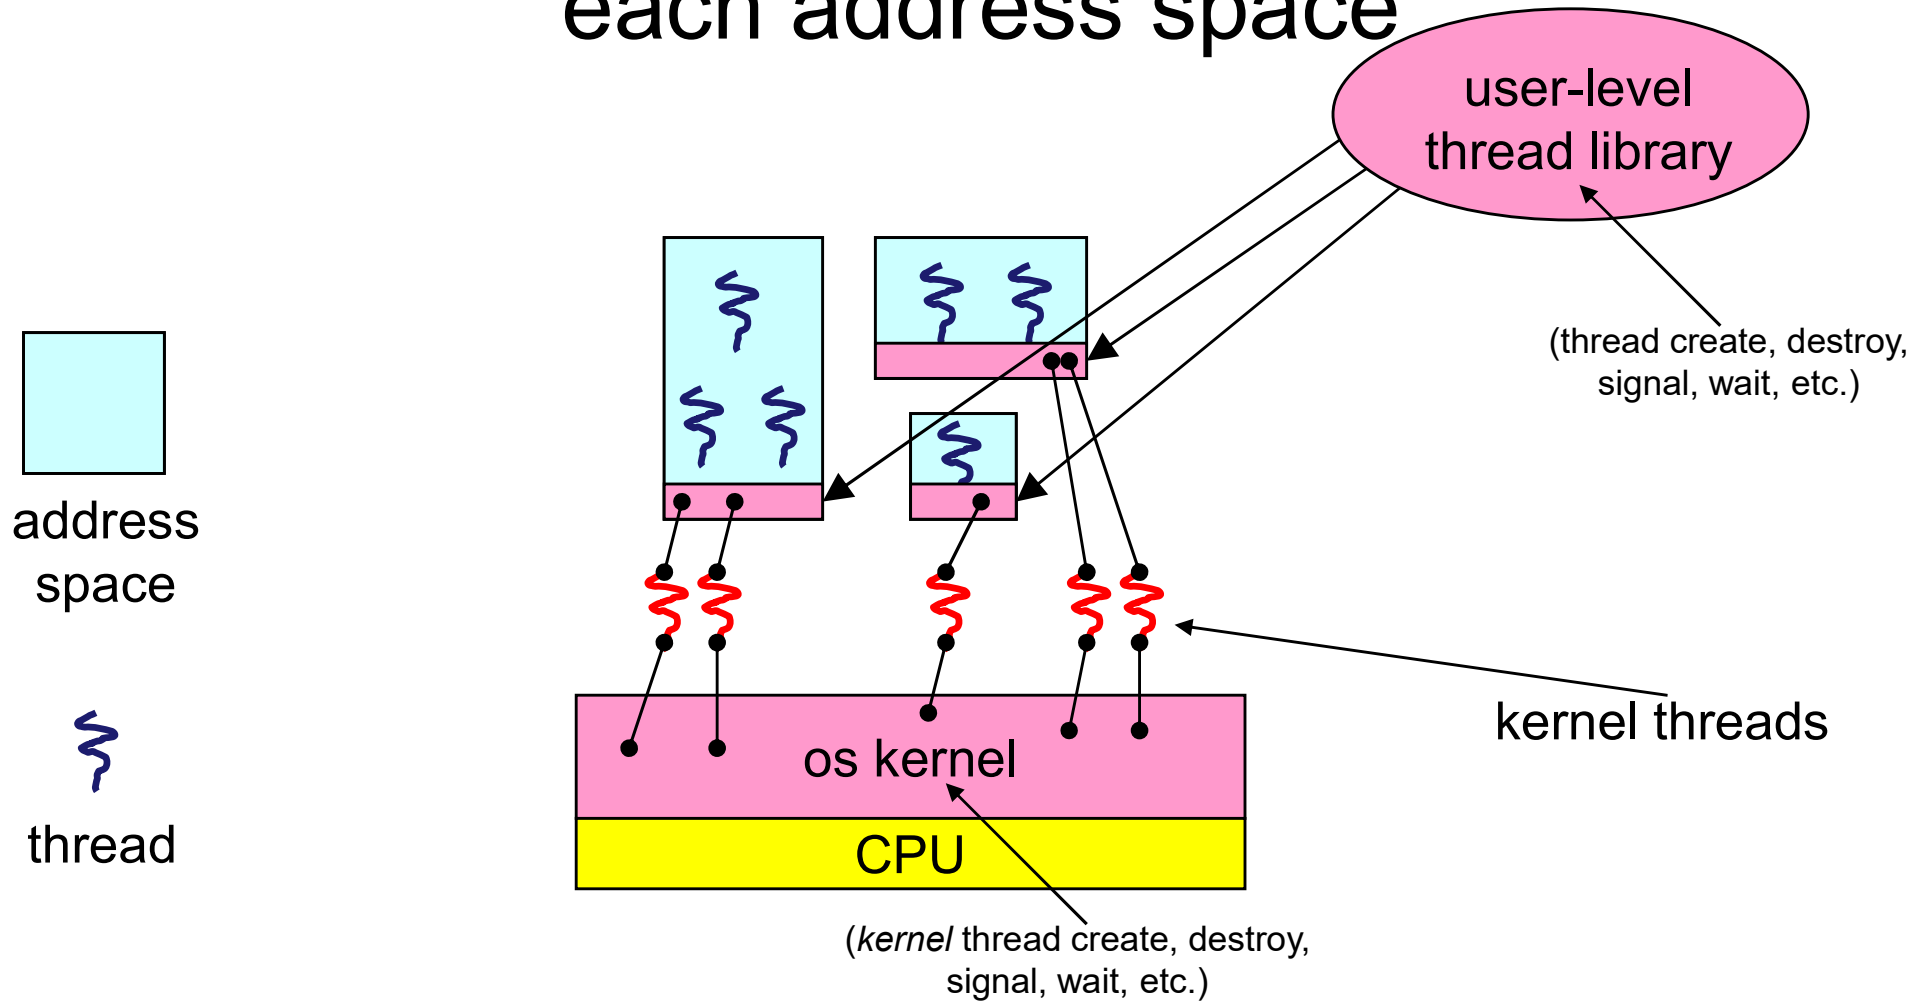 each address space
user-level
thread library
(thread create, destroy,
signal, wait, etc.)
address
space
kernel threads
os kernel
thread
CPU
(kernel thread create, destroy,
signal, wait, etc.)